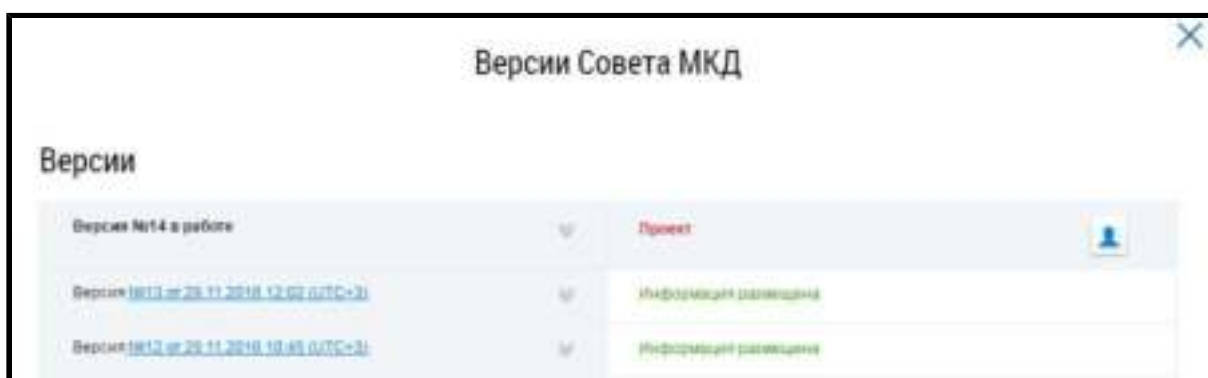 Версии Совета МКД
Версии
Версия №14 в работе
Проект
Версия №13 от 29.11.2016 12:02 (UTC+3)
Информация размещена
Версия №12 от 29.11.2016 10:45 (UTC+3)
Информация размещена